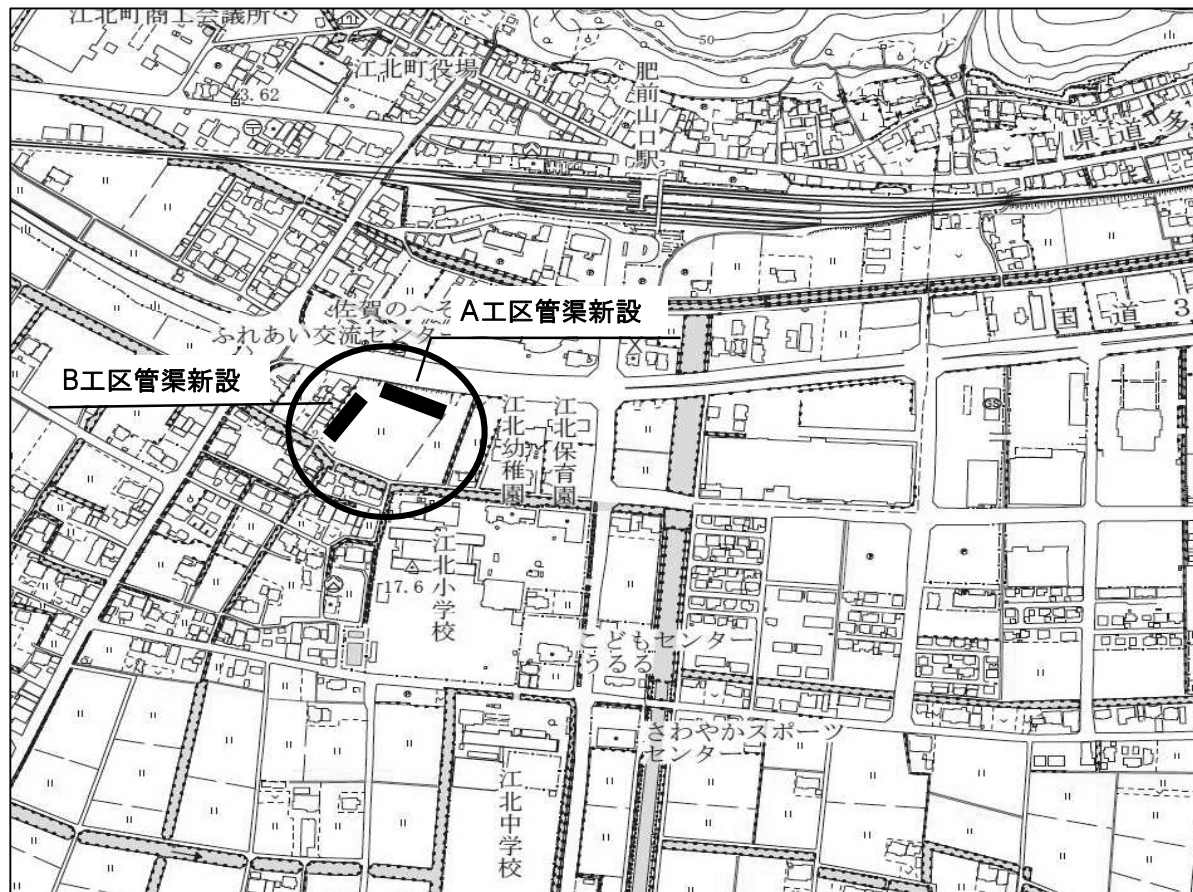 江北町商工会議所
江北町役場
3.62
50
肥前山口駅
県道多
佐賀のへそ
ふれあい交流センター
A工区管渠新設
国道3
B工区管渠新設
江北幼稚園
江北保育園
江北小学校
17.6
こどもセンター
うるる
さわやかスポーツ
センター
江北中学校